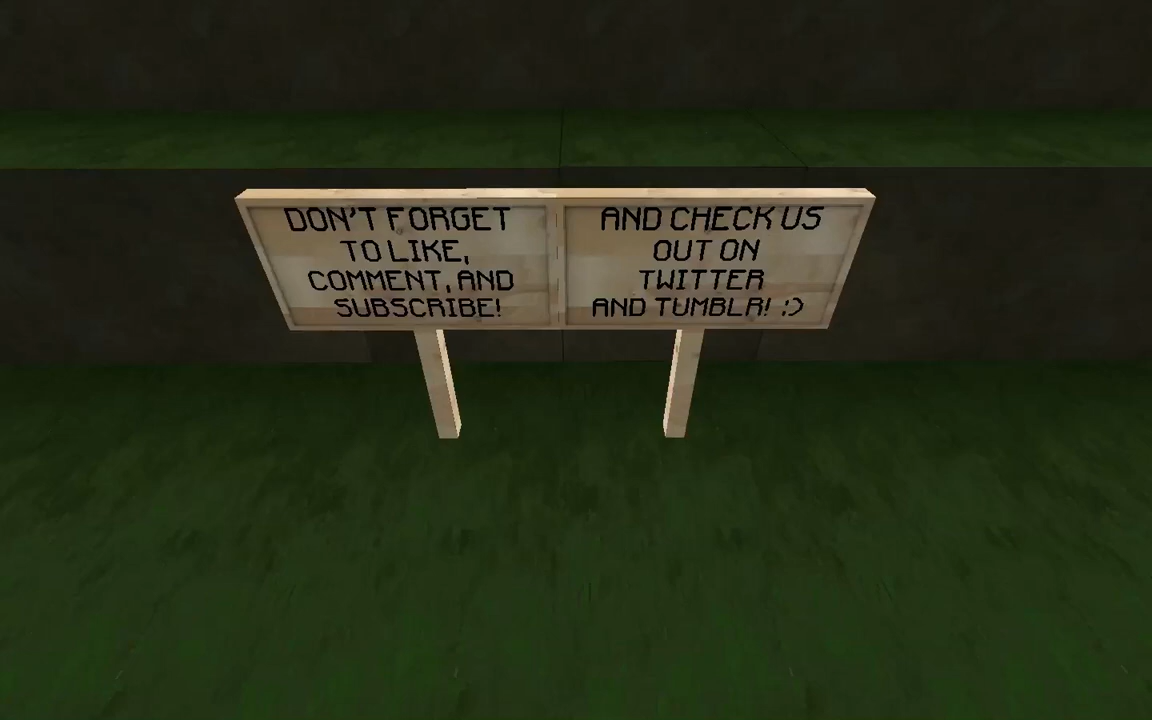 DON'T FORGET
TO LIKE,
COMMENT, AND
SUBSCRIBE!
AND CHECK US
OUT ON
TWITTER
AND TUMBLR! ;)